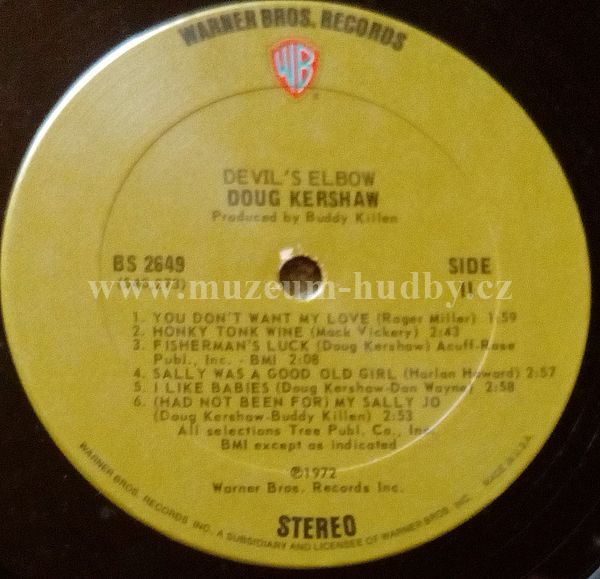 WARNER BROS. RECORDS
WB
®
DEVIL'S ELBOW
DOUG KERSHAW
Produced by Buddy Killen
BS 2649
SIDE
II
www.muzeum-hudby.cz
1. YOU DON'T WANT MY LOVE (Roger Miller) 1:59
2. HONKY TONK WINE (Mack Vickery) 2:43
3. FISHERMAN'S LUCK (Doug Kershaw) Acuff-Rose
Publ., Inc. - BMI 2:08
4. SALLY WAS A GOOD OLD GIRL (Harlan Howard) 2:57
5. I LIKE BABIES (Doug Kershaw-Don Wayne) 2:58
6. (HAD NOT BEEN FOR) MY SALLY JO
(Doug Kershaw-Buddy Killen) 2:53
All selections Tree Publ. Co., Inc.
BMI except as indicated
℗1972
Warner Bros. Records Inc.
STEREO
WARNER BROS. RECORDS INC. A SUBSIDIARY AND LICENSEE OF WARNER BROS. INC. MADE IN U.S.A.